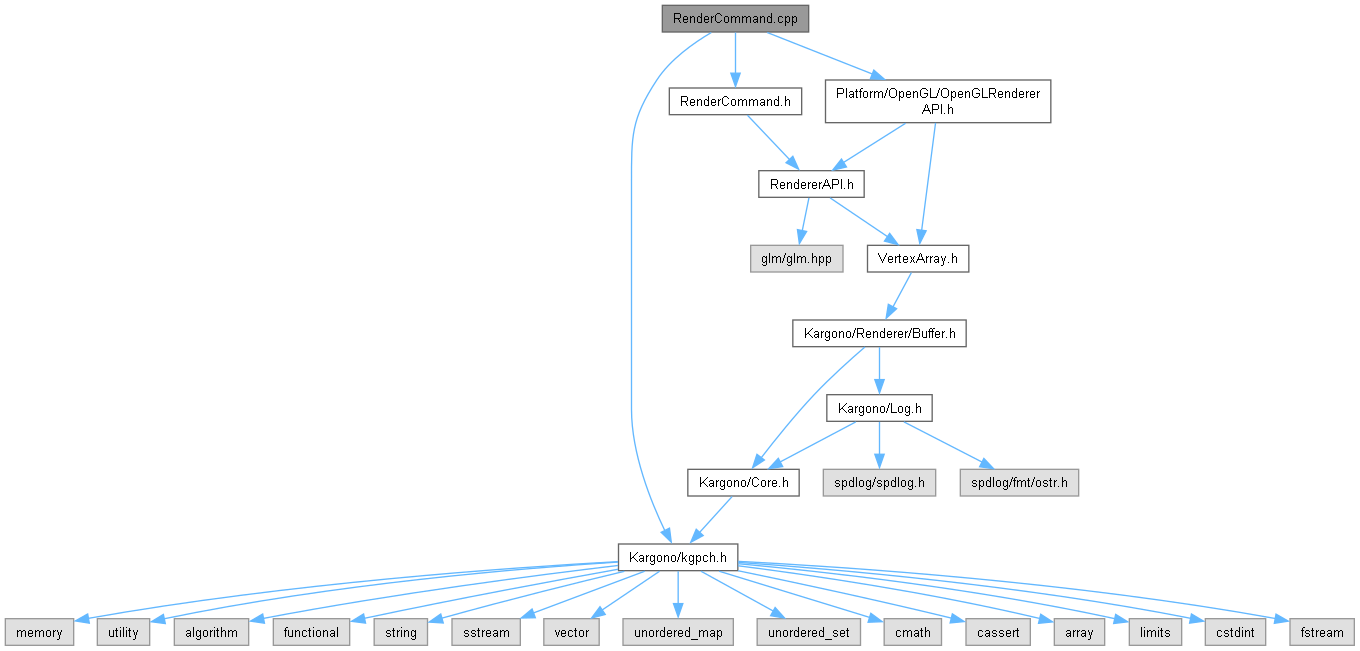 RenderCommand.cpp
RenderCommand.h
Platform/OpenGL/OpenGLRenderer
API.h
RendererAPI.h
glm/glm.hpp
VertexArray.h
Kargono/Renderer/Buffer.h
Kargono/Log.h
Kargono/Core.h
spdlog/spdlog.h
spdlog/fmt/ostr.h
Kargono/kgpch.h
memory
utility
algorithm
functional
string
sstream
vector
unordered_map
unordered_set
cmath
cassert
array
limits
cstdint
fstream